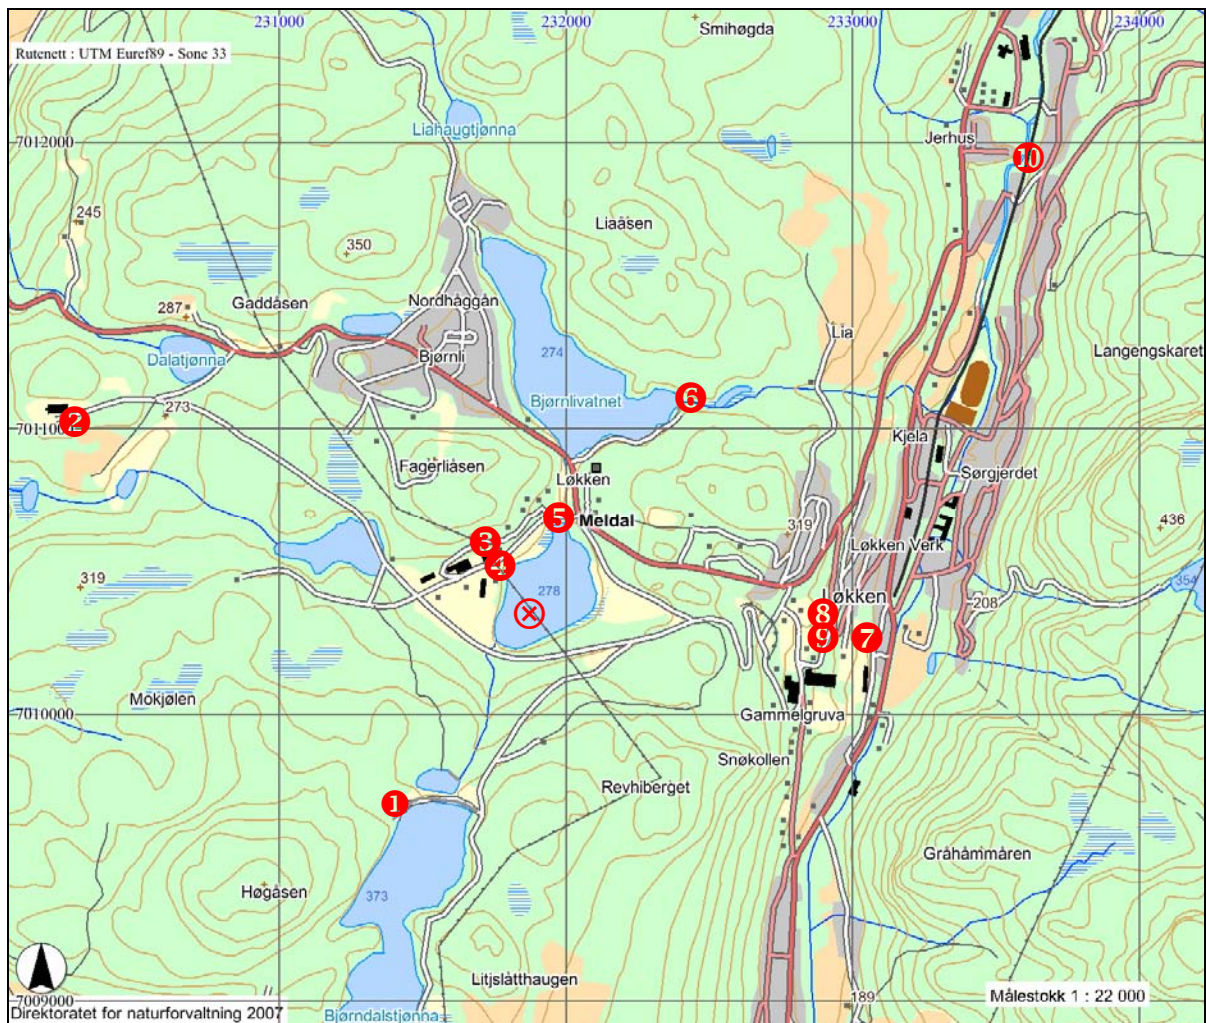 231000
232000
233000
234000
Smihøgda
Rutenett : UTM Euref89 - Sone 33
Liahaugtjønna
Jerhus
7012000
10
245
Liaåsen
350
287
Gaddåsen
Nordhåggån
Lia
Dalatjønna
Bjørnli
274
Langengskaret
6
Bjørnlivatnet
273
2
7011000
Kjela
Fagerliåsen
Sørgjerdet
Løkken
5
Meldal
319
436
3
Løkken Verk
4
319
278
354
Løkken
208
8
9
7
Mokjølen
7010000
Gammelgruva
Snøkollen
Revhiberget
1
Gråhåmmåren
Høgåsen
373
Litjslåtthaugen
189
Målestokk 1 : 22 000
7009000
Direktoratet for naturforvaltning 2007
Bjørndalstjønna